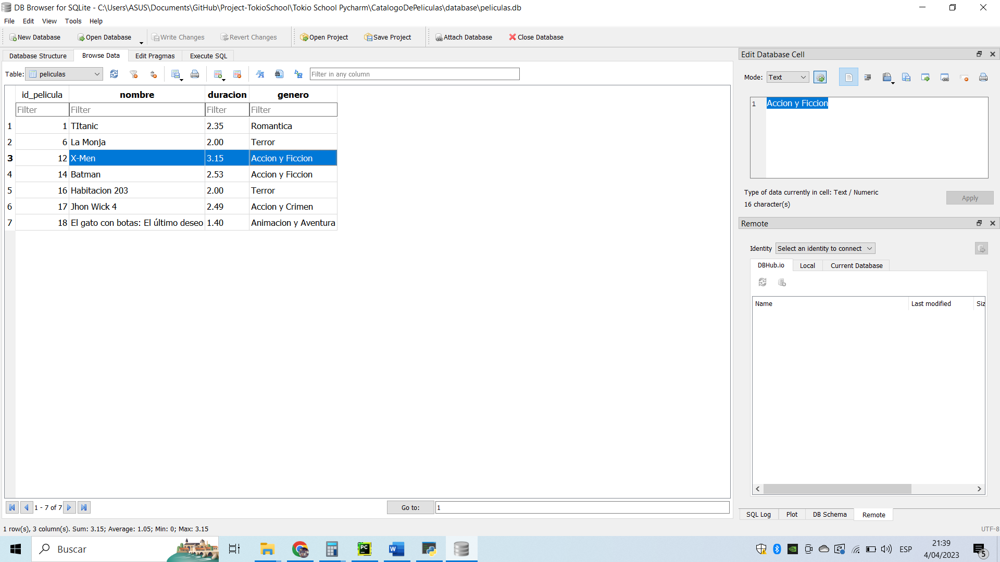 DB Browser for SQLite - C:\Users\ASUS\Documents\GitHub\Project-TokioSchool\Tokio School Pycharm\CatalogoDePeliculas\database\peliculas.db
File Edit View Tools Help
New Database Open Database Write Changes Revert Changes Open Project Save Project Attach Database Close Database
Database Structure Browse Data Edit Pragmas Execute SQL
Table: peliculas Filter in any column
id_pelicula nombre duracion genero
Filter Filter Filter Filter
1 1 TItanic 2.35 Romantica
2 6 La Monja 2.00 Terror
3 12 X-Men 3.15 Accion y Ficcion
4 14 Batman 2.53 Accion y Ficcion
5 16 Habitacion 203 2.00 Terror
6 17 Jhon Wick 4 2.49 Accion y Crimen
7 18 El gato con botas: El último deseo 1.40 Animacion y Aventura
1 - 7 of 7 Go to: 1
1 row(s), 3 column(s). Sum: 3.15; Average: 1.05; Min: 0; Max: 3.15
Edit Database Cell
Mode: Text
1 Accion y Ficcion
Type of data currently in cell: Text / Numeric
16 character(s)
Apply
Remote
Identity Select an identity to connect
DBHub.io Local Current Database
Name Last modified Siz
SQL Log Plot DB Schema Remote
UTF-8
Buscar
PC
W
ESP
21:39
4/04/2023
5